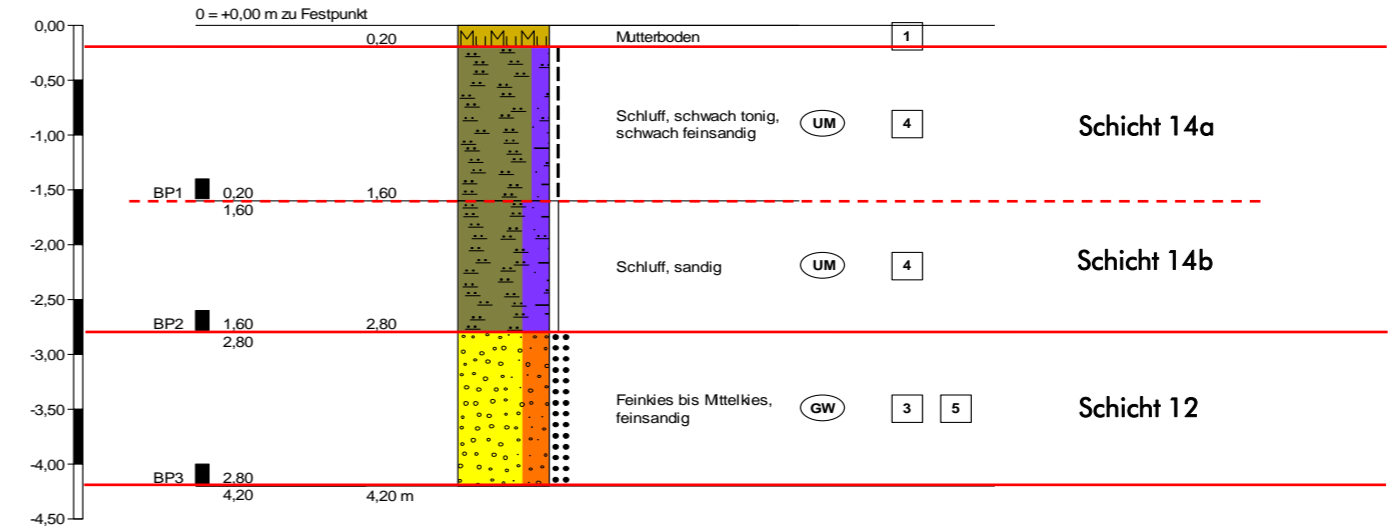 0 = +0,00 m zu Festpunkt
0,00
0,20
M M M
Mutterboden
1
-0,50
Schluff, schwach tonig,
schwach feinsandig
UM
4
Schicht 14a
-1,00
-1,50
BP1
0,20
1,60
1,60
-2,00
Schluff, sandig
UM
4
Schicht 14b
-2,50
BP2
1,60
2,80
2,80
-3,00
Feinkies bis Mittelkies,
feinsandig
GW
3
5
Schicht 12
-3,50
-4,00
BP3
2,80
4,20
4,20 m
-4,50